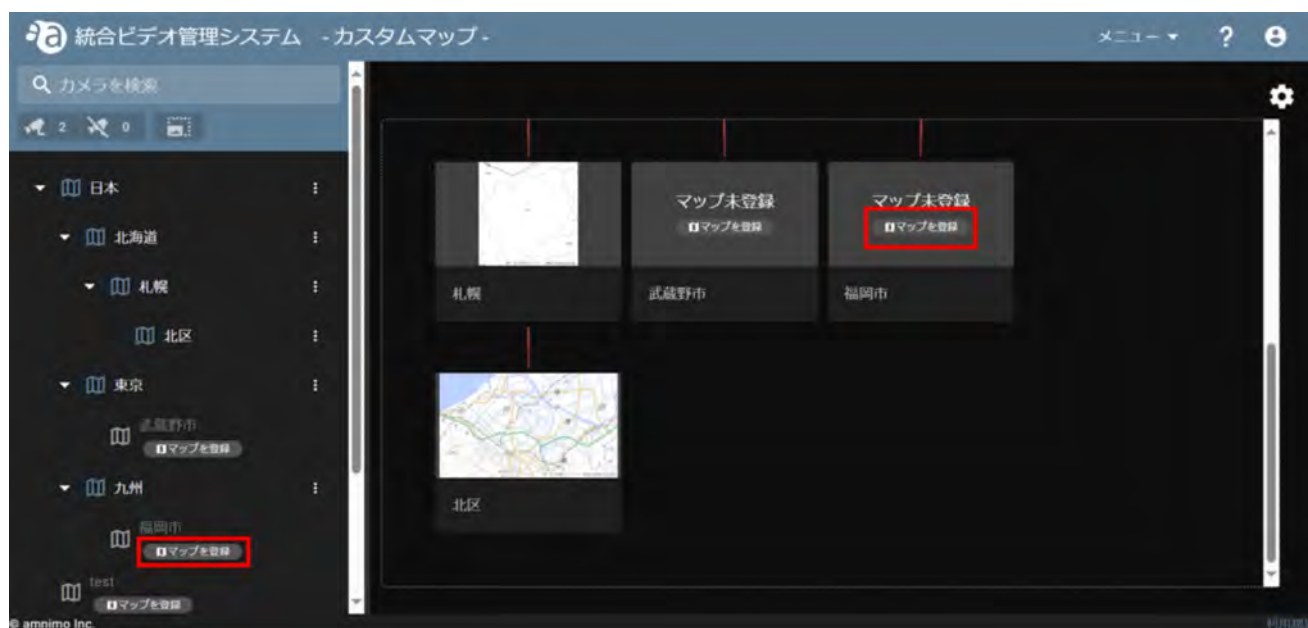 統合ビデオ管理システム - カスタムマップ -
メニュー
?
カメラを検索
2 0
日本
北海道
札幌
北区
東京
武蔵野市
マップを登録
九州
福岡市
マップを登録
test
マップを登録
マップ未登録
マップを登録
マップ未登録
マップを登録
札幌
武蔵野市
福岡市
北区
© amnimo Inc.